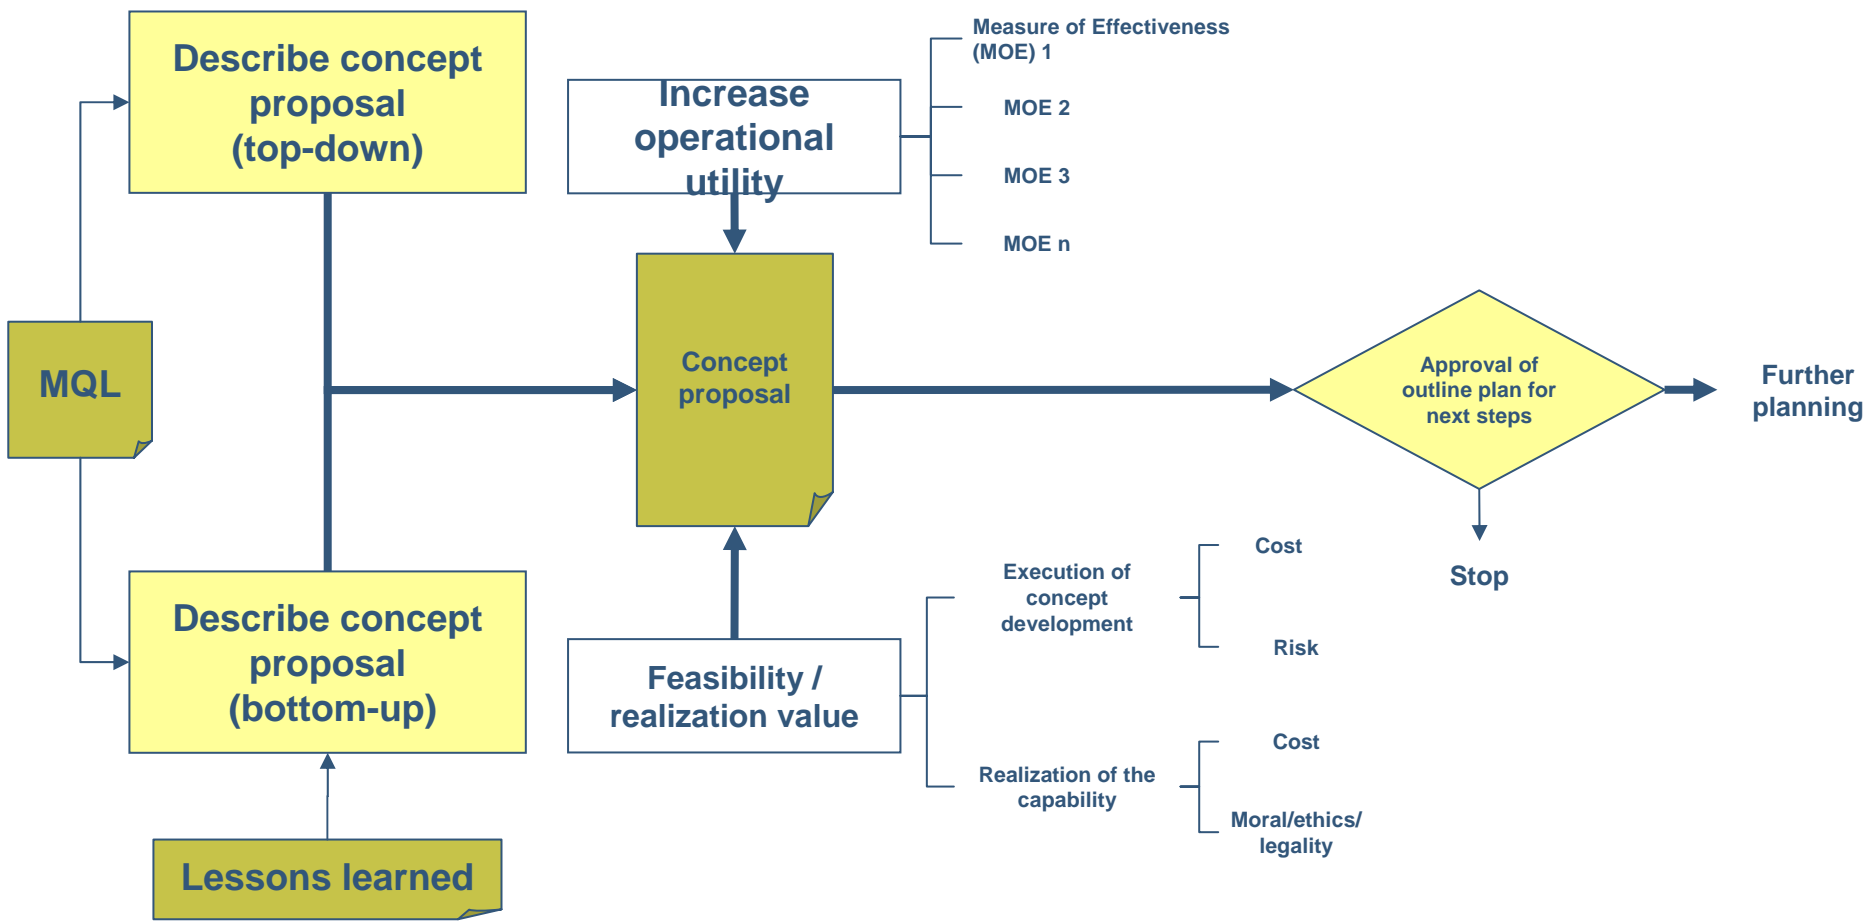 Describe concept
proposal
(top-down)
Increase
operational
utility
Measure of Effectiveness
(MOE) 1
MOE 2
MOE 3
MOE n
MQL
Concept
proposal
Approval of
outline plan for
next steps
Further
planning
Stop
Describe concept
proposal
(bottom-up)
Feasibility /
realization value
Execution of
concept
development
Cost
Risk
Realization of the
capability
Cost
Moral/ethics/
legality
Lessons learned